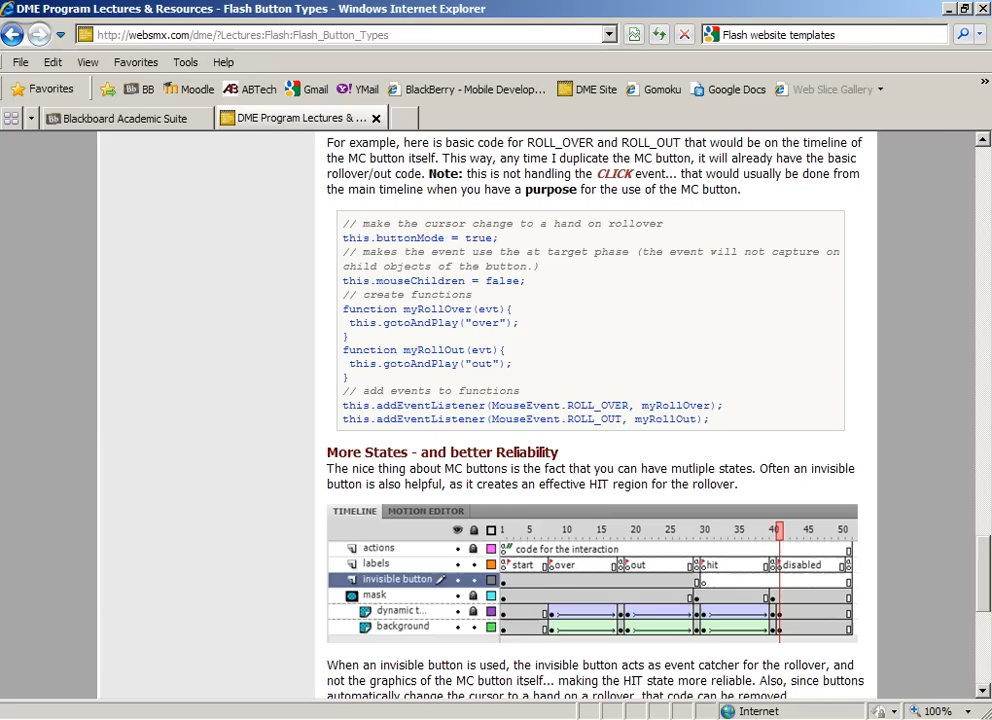 DME Program Lectures & Resources - Flash Button Types - Windows Internet Explorer
http://websmx.com/dme/?Lectures:Flash:Flash_Button_Types
Flash website templates
File Edit View Favorites Tools Help
Favorites BB Moodle ABTech Gmail YMail BlackBerry - Mobile Develop... DME Site Gomoku Google Docs Web Slice Gallery
Blackboard Academic Suite DME Program Lectures & ...
For example, here is basic code for ROLL_OVER and ROLL_OUT that would be on the timeline of
the MC button itself. This way, any time I duplicate the MC button, it will already have the basic
rollover/out code. Note: this is not handling the CLICK event... that would usually be done from
the main timeline when you have a purpose for the use of the MC button.
// make the cursor change to a hand on rollover
this.buttonMode = true;
// makes the event use the at target phase (the event will not capture on
child objects of the button.)
this.mouseChildren = false;
// create functions
function myRollOver(evt){
this.gotoAndPlay("over");
}
function myRollOut(evt){
this.gotoAndPlay("out");
}
// add events to functions
this.addEventListener(MouseEvent.ROLL_OVER, myRollOver);
this.addEventListener(MouseEvent.ROLL_OUT, myRollOut);
More States - and better Reliability
The nice thing about MC buttons is the fact that you can have mutliple states. Often an invisible
button is also helpful, as it creates an effective HIT region for the rollover.
TIMELINE MOTION EDITOR
1 5 10 15 20 25 30 35 40 45 50
actions code for the interaction
labels start over out hit disabled
invisible button
mask
dynamic t...
background
When an invisible button is used, the invisible button acts as event catcher for the rollover, and
not the graphics of the MC button itself... making the HIT state more reliable. Also, since buttons
automatically change the cursor to a hand on a rollover, that code can be removed.
Internet 100%